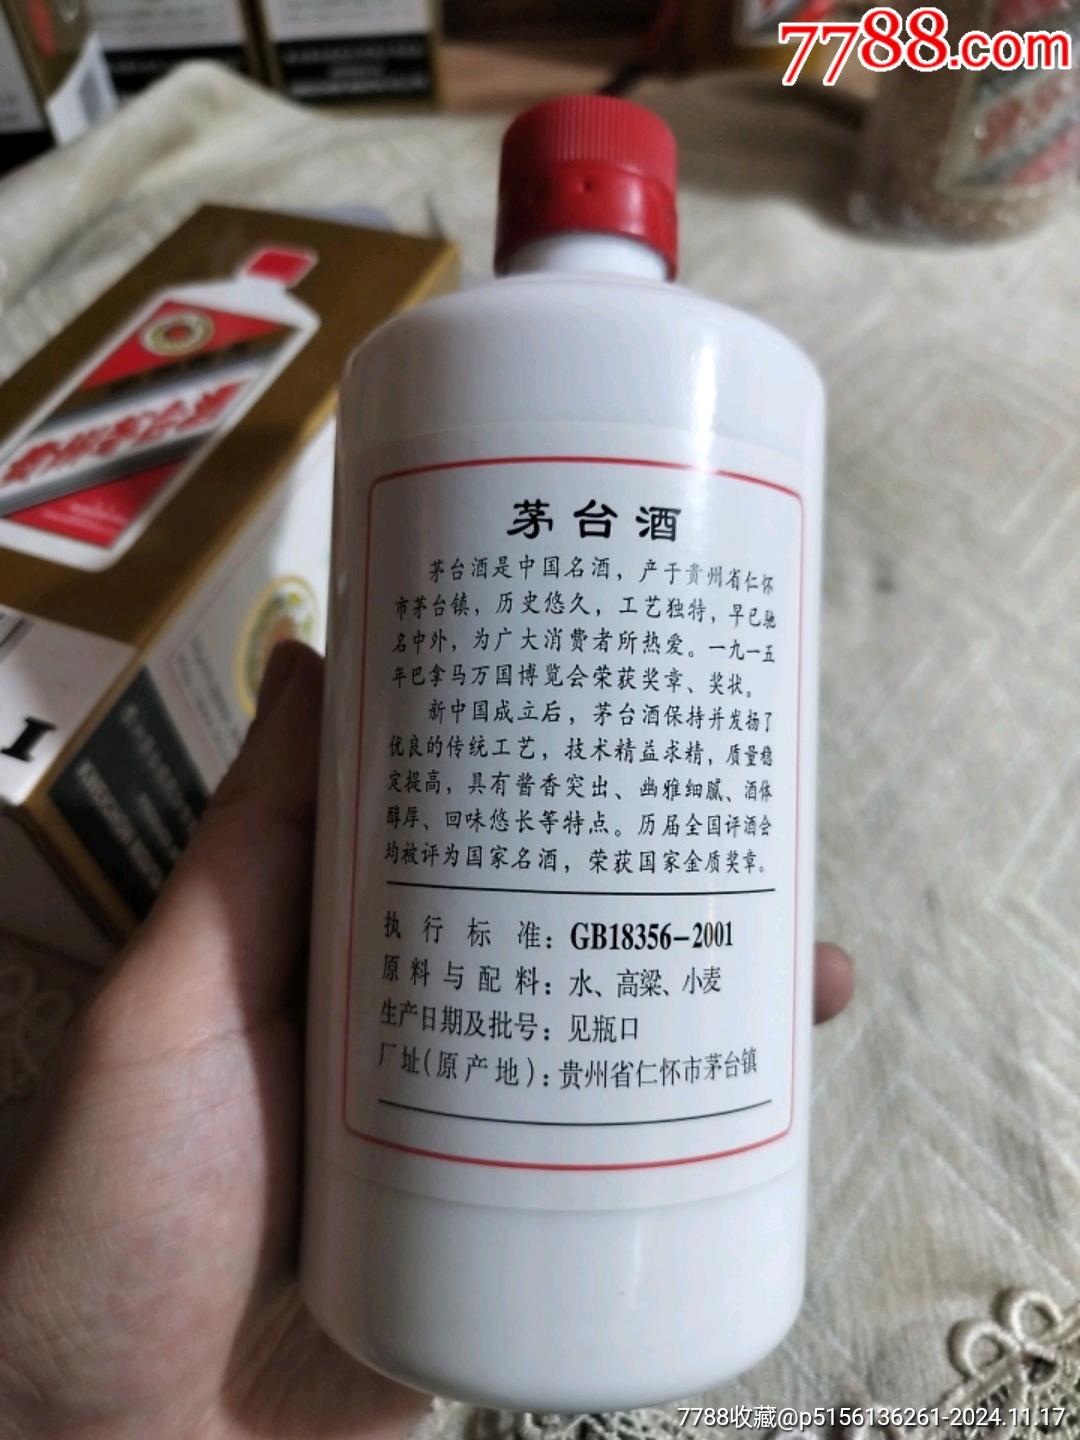 7788.com
茅台酒
茅台酒是中国名酒，产于贵州省仁怀
市茅台镇，历史悠久，工艺独特，早已驰
名中外，为广大消费者所热爱。一九一五
年巴拿马万国博览会荣获奖章、奖状。
新中国成立后，茅台酒保持并发扬了
优良的传统工艺，技术精益求精，质量稳
定提高，具有酱香突出、幽雅细腻、酒体
醇厚、回味悠长等特点。历届全国评酒会
均被评为国家名酒，荣获国家金质奖章。
执行标准：GB18356-2001
原料与配料：水、高粱、小麦
生产日期及批号：见瓶口
厂址(原产地)：贵州省仁怀市茅台镇
7788收藏@p5156136261-2024.11.17